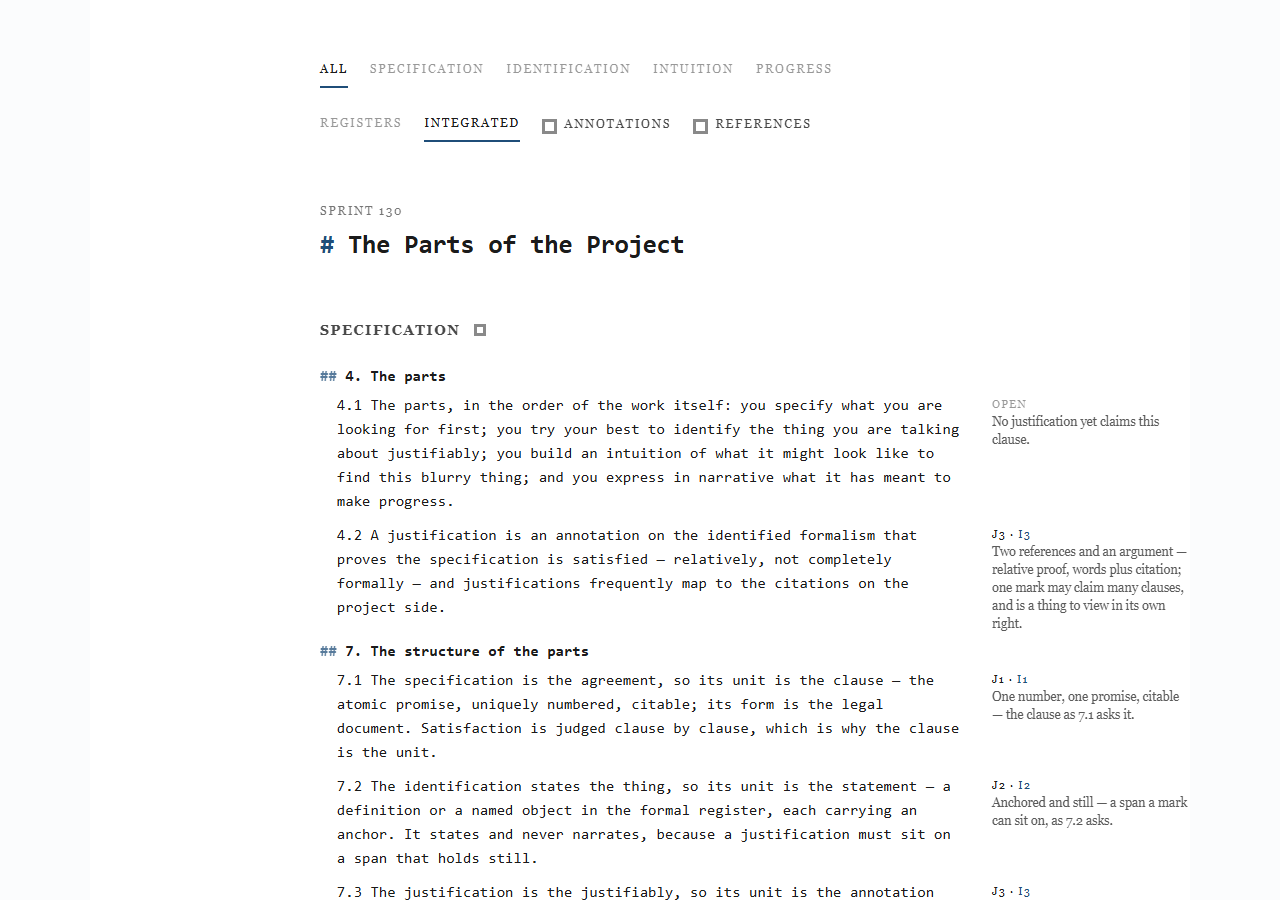 ALL SPECIFICATION IDENTIFICATION INTUITION PROGRESS
REGISTERS INTEGRATED ANNOTATIONS REFERENCES
SPRINT 130
# The Parts of the Project
SPECIFICATION
## 4. The parts
4.1 The parts, in the order of the work itself: you specify what you are
looking for first; you try your best to identify the thing you are talking
about justifiably; you build an intuition of what it might look like to
find this blurry thing; and you express in narrative what it has meant to
make progress.
OPEN
No justification yet claims this
clause.
4.2 A justification is an annotation on the identified formalism that
proves the specification is satisfied — relatively, not completely
formally — and justifications frequently map to the citations on the
project side.
J3 · I3
Two references and an argument —
relative proof, words plus citation;
one mark may claim many clauses,
and is a thing to view in its own
right.
## 7. The structure of the parts
7.1 The specification is the agreement, so its unit is the clause — the
atomic promise, uniquely numbered, citable; its form is the legal
document. Satisfaction is judged clause by clause, which is why the clause
is the unit.
J1 · I1
One number, one promise, citable
— the clause as 7.1 asks it.
7.2 The identification states the thing, so its unit is the statement — a
definition or a named object in the formal register, each carrying an
anchor. It states and never narrates, because a justification must sit on
a span that holds still.
J2 · I2
Anchored and still — a span a mark
can sit on, as 7.2 asks.
7.3 The justification is the justifiably, so its unit is the annotation
J3 · I3